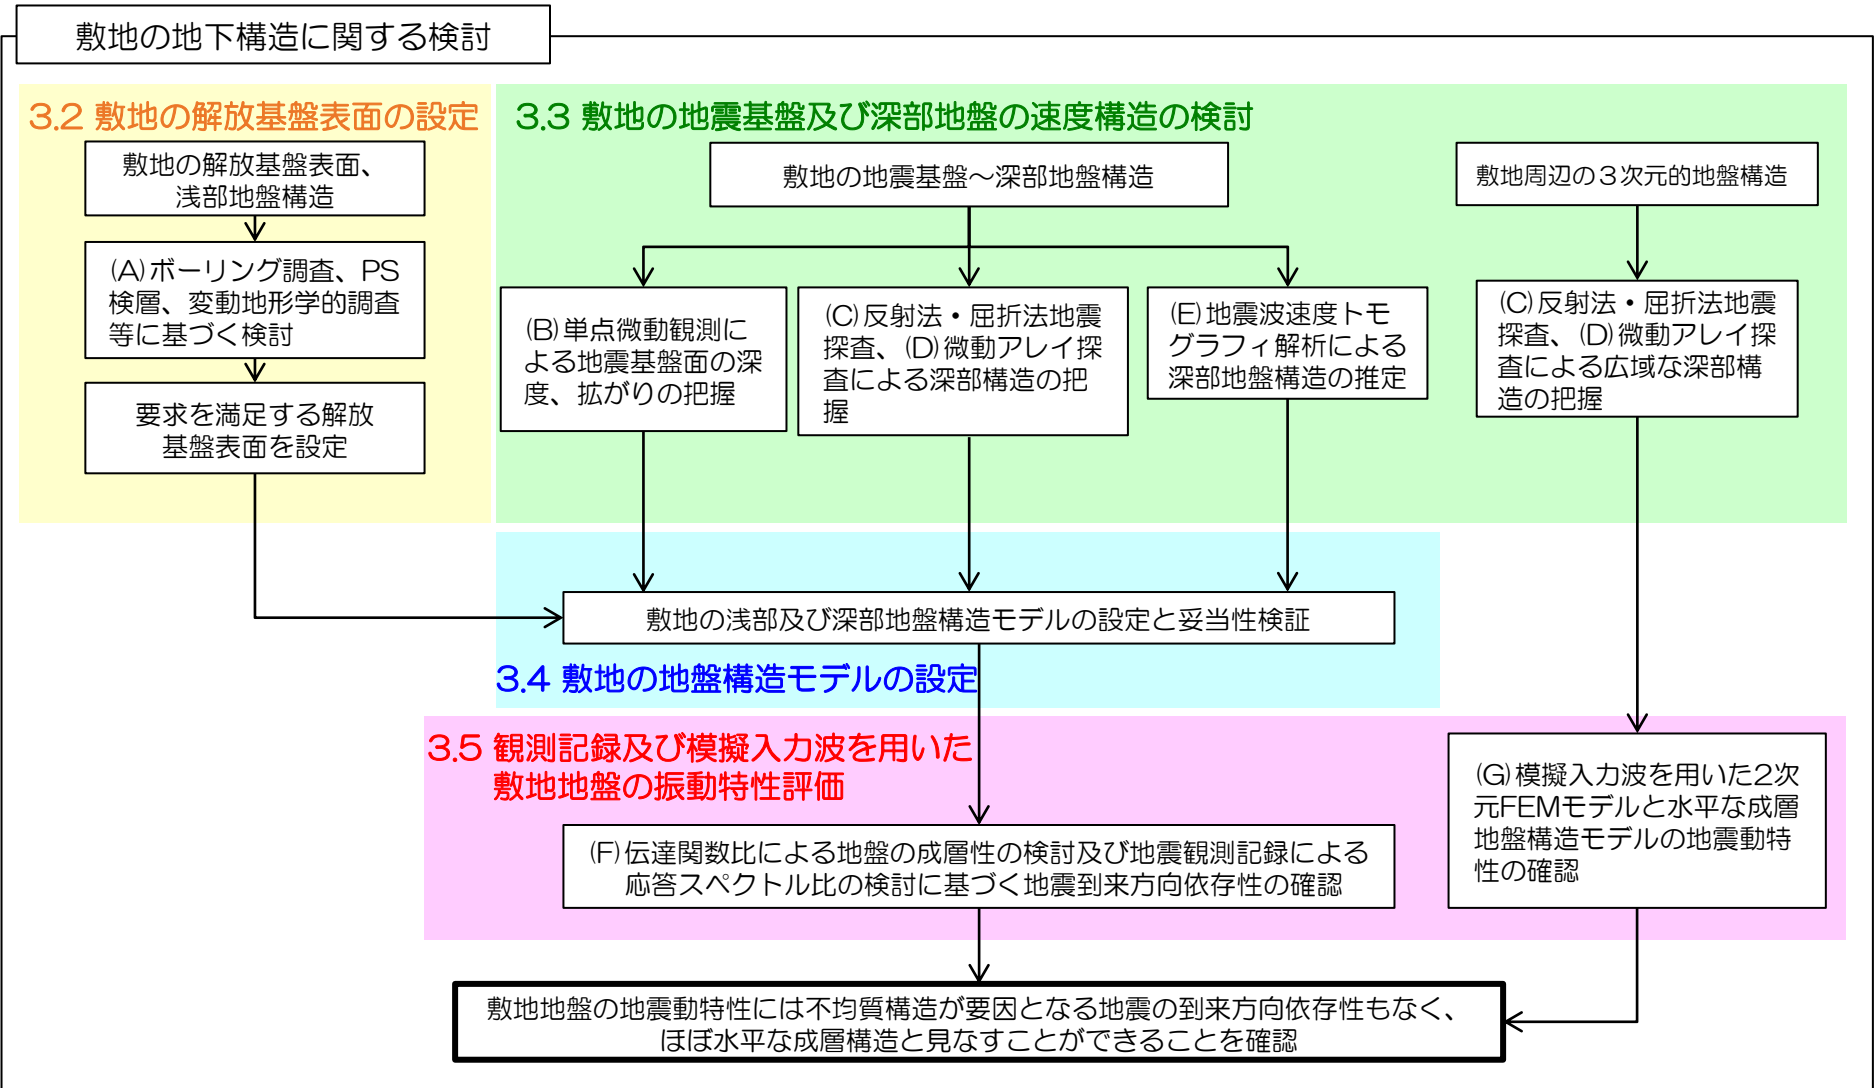 敷地の地下構造に関する検討
3.2 敷地の解放基盤表面の設定
敷地の解放基盤表面、
浅部地盤構造
(A)ボーリング調査、PS
検層、変動地形学的調査
等に基づく検討
要求を満足する解放
基盤表面を設定
3.3 敷地の地震基盤及び深部地盤の速度構造の検討
敷地の地震基盤～深部地盤構造
(B)単点微動観測に
よる地震基盤面の深
度、拡がりの把握
(C)反射法・屈折法地震
探査、(D)微動アレイ探
査による深部構造の把
握
(E)地震波速度トモ
グラフィ解析による
深部地盤構造の推定
敷地周辺の３次元的地盤構造
(C)反射法・屈折法地震
探査、(D)微動アレイ探
査による広域な深部構
造の把握
敷地の浅部及び深部地盤構造モデルの設定と妥当性検証
3.4 敷地の地盤構造モデルの設定
3.5 観測記録及び模擬入力波を用いた
敷地地盤の振動特性評価
(F)伝達関数比による地盤の成層性の検討及び地震観測記録による
応答スペクトル比の検討に基づく地震到来方向依存性の確認
(G)模擬入力波を用いた2次
元FEMモデルと水平な成層
地盤構造モデルの地震動特
性の確認
敷地地盤の地震動特性には不均質構造が要因となる地震の到来方向依存性もなく、
ほぼ水平な成層構造と見なすことができることを確認